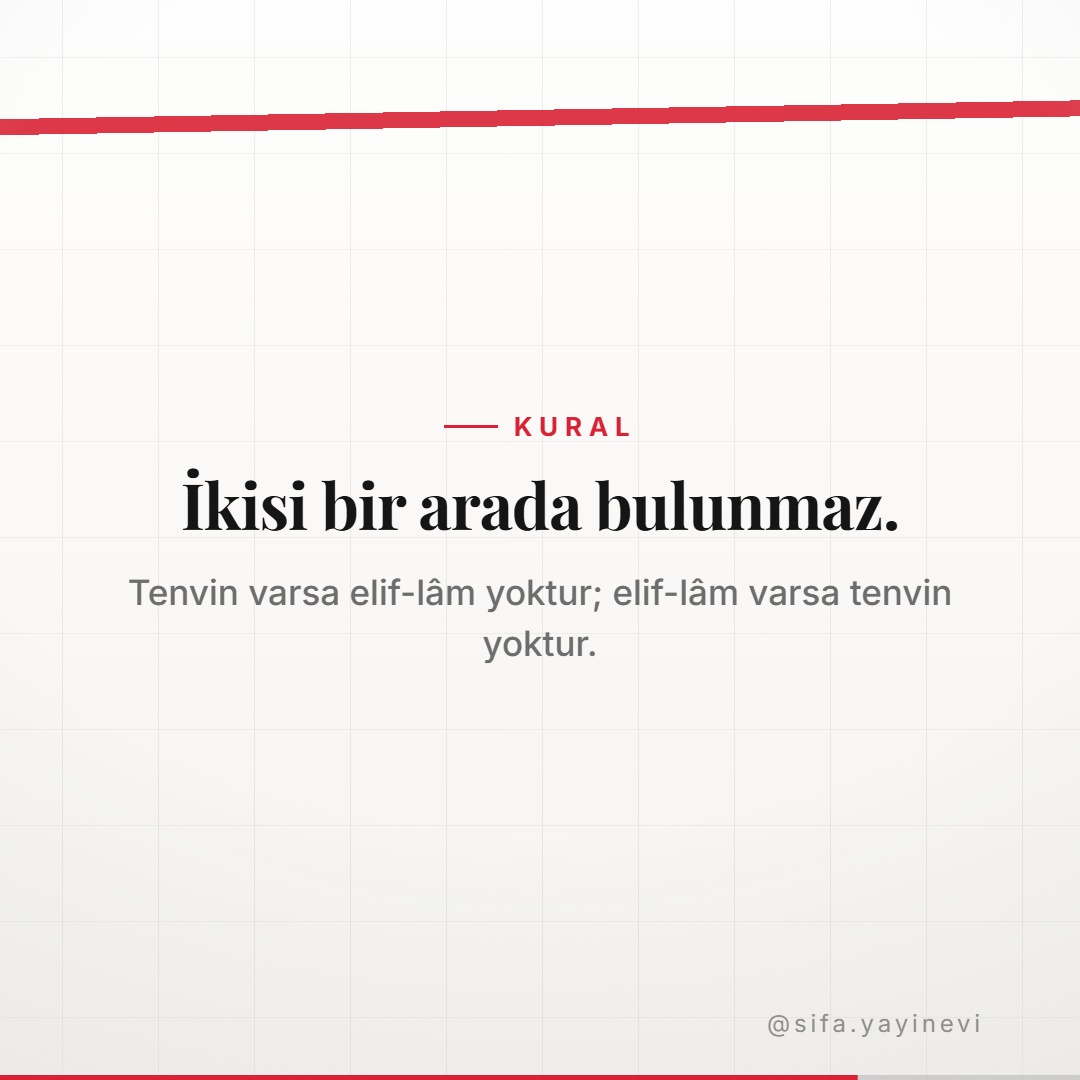 KURAL
İkisi bir arada bulunmaz.
Tenvin varsa elif-lâm yoktur; elif-lâm varsa tenvin
yoktur.
@sifa.yayinevi